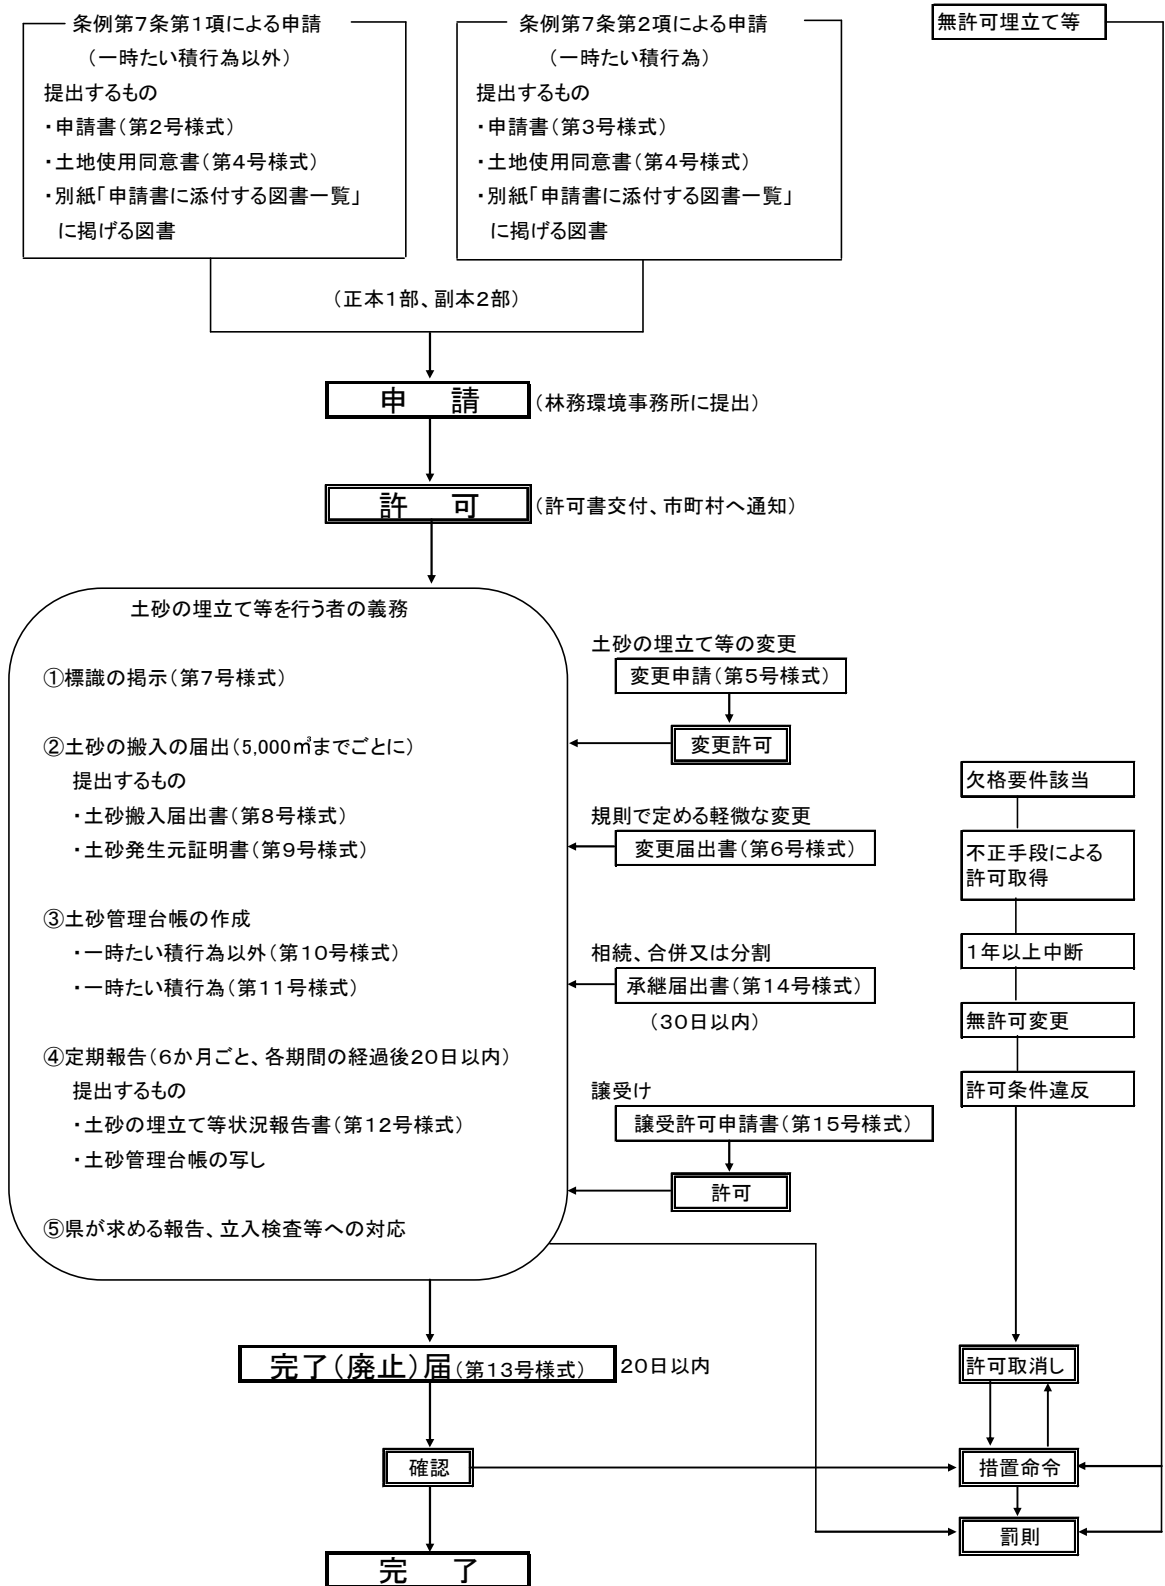 条例第7条第1項による申請
(一時たい積行為以外)
提出するもの
・申請書(第2号様式)
・土地使用同意書(第4号様式)
・別紙「申請書に添付する図書一覧」
に掲げる図書
条例第7条第2項による申請
(一時たい積行為)
提出するもの
・申請書(第3号様式)
・土地使用同意書(第4号様式)
・別紙「申請書に添付する図書一覧」
に掲げる図書
無許可埋立て等
(正本1部、副本2部)
申 請 (林務環境事務所に提出)
許 可 (許可書交付、市町村へ通知)
土砂の埋立て等を行う者の義務
①標識の掲示(第7号様式)
②土砂の搬入の届出(5,000㎥までごとに)
提出するもの
・土砂搬入届出書(第8号様式)
・土砂発生元証明書(第9号様式)
③土砂管理台帳の作成
・一時たい積行為以外(第10号様式)
・一時たい積行為(第11号様式)
④定期報告(6か月ごと、各期間の経過後20日以内)
提出するもの
・土砂の埋立て等状況報告書(第12号様式)
・土砂管理台帳の写し
⑤県が求める報告、立入検査等への対応
土砂の埋立て等の変更
変更申請(第5号様式)
変更許可
規則で定める軽微な変更
変更届出書(第6号様式)
相続、合併又は分割
承継届出書(第14号様式)
(30日以内)
譲受け
譲受許可申請書(第15号様式)
許可
欠格要件該当
不正手段による
許可取得
1年以上中断
無許可変更
許可条件違反
完了(廃止)届(第13号様式) 20日以内
許可取消し
確認
措置命令
罰則
完 了